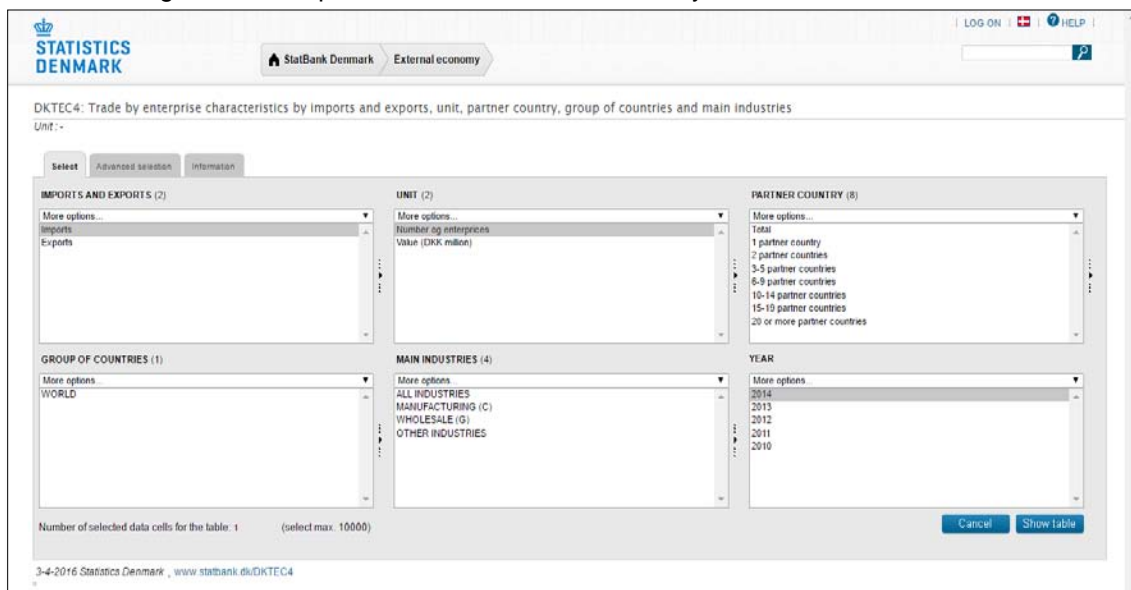 LOG ON
HELP
STATISTICS
DENMARK
StatBank Denmark
External economy
DKTEC4: Trade by enterprise characteristics by imports and exports, unit, partner country, group of countries and main industries
Unit : -
Select
Advanced selection
Information
IMPORTS AND EXPORTS (2)
More options...
Imports
Exports
UNIT (2)
More options...
Number og enterprices
Value (DKK million)
PARTNER COUNTRY (8)
More options...
Total
1 partner country
2 partner countries
3-5 partner countries
6-9 partner countries
10-14 partner countries
15-19 partner countries
20 or more partner countries
GROUP OF COUNTRIES (1)
More options...
WORLD
MAIN INDUSTRIES (4)
More options...
ALL INDUSTRIES
MANUFACTURING (C)
WHOLESALE (G)
OTHER INDUSTRIES
YEAR
More options...
2014
2013
2012
2011
2010
Number of selected data cells for the table: 1 (select max. 10000)
Cancel
Show table
3-4-2016 Statistics Denmark , www.statbank.dk/DKTEC4